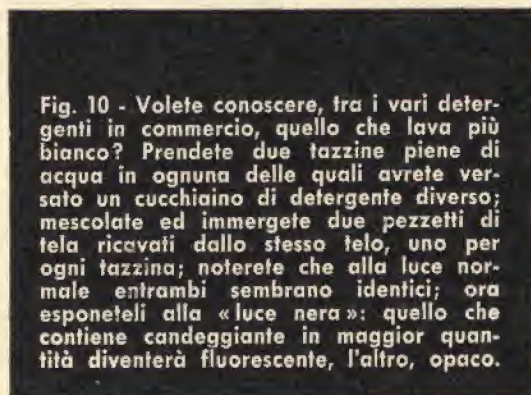 Fig. 10 - Volete conoscere, tra i vari deter-
genti in commercio, quello che lava più
bianco? Prendete due tazzine piene di
acqua in ognuna delle quali avrete ver-
sato un cucchiaino di detergente diverso;
mescolate ed immergete due pezzetti di
tela ricavati dallo stesso telo, uno per
ogni tazzina; noterete che alla luce nor-
male entrambi sembrano identici; ora
esponeteli alla «luce nera»: quello che
contiene candeggiante in maggior quan-
tità diventerà fluorescente, l'altro, opaco.